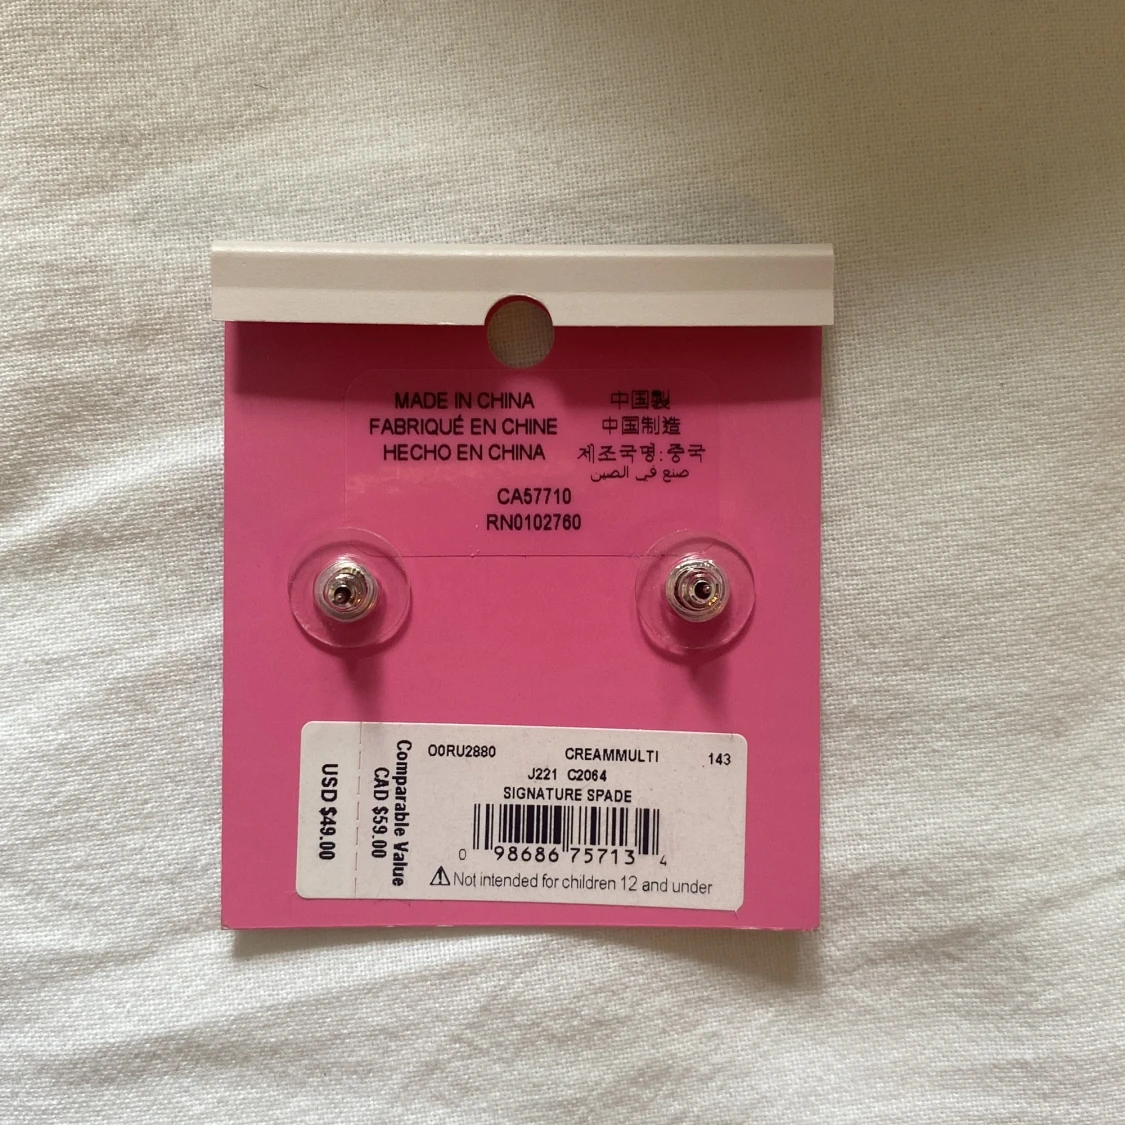 MADE IN CHINA
FABRIQUÉ EN CHINE
HECHO EN CHINA
中国製
中国制造
제조국명:중국
صنع في الصين
CA57710
RN0102760
USD $49.00
Comparable Value
CAD $59.00
O0RU2880 CREAMMULTI 143
J221 C2064
SIGNATURE SPADE
0 98686 75713 4
⚠ Not intended for children 12 and under